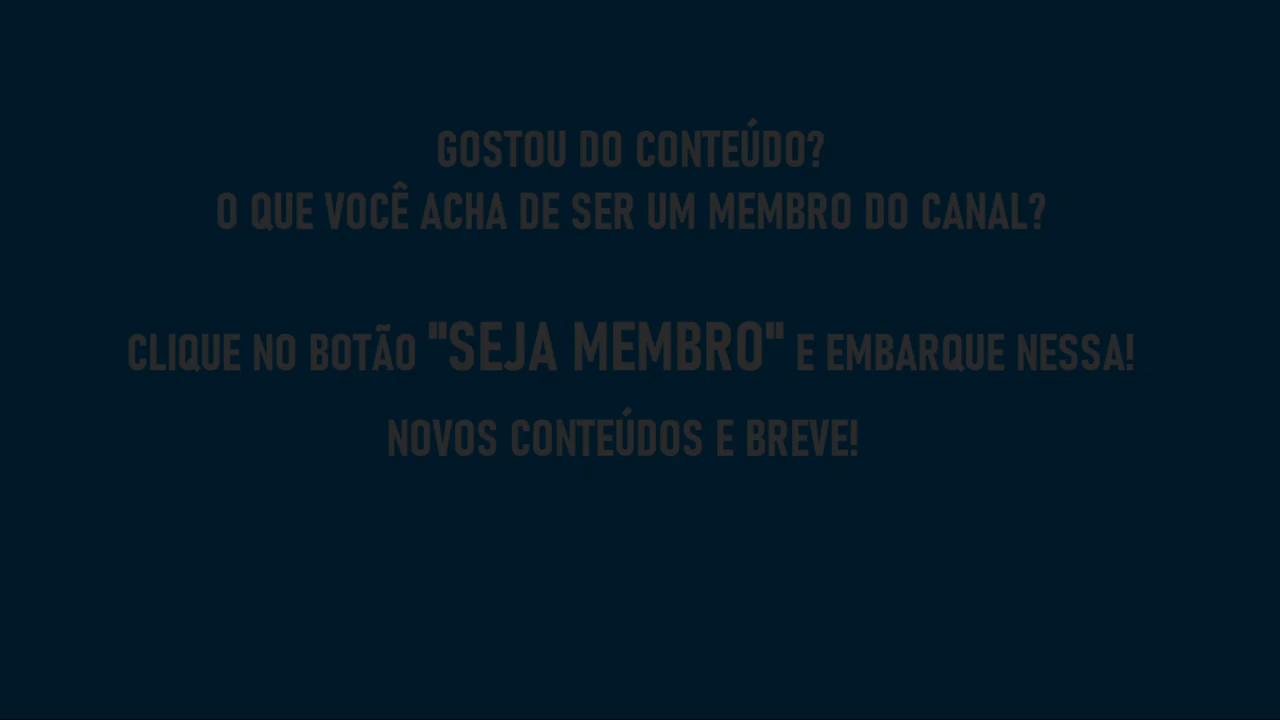 GOSTOU DO CONTEÚDO?
O QUE VOCÊ ACHA DE SER UM MEMBRO DO CANAL?
CLIQUE NO BOTÃO "SEJA MEMBRO" E EMBARQUE NESSA!
NOVOS CONTEÚDOS E BREVE!